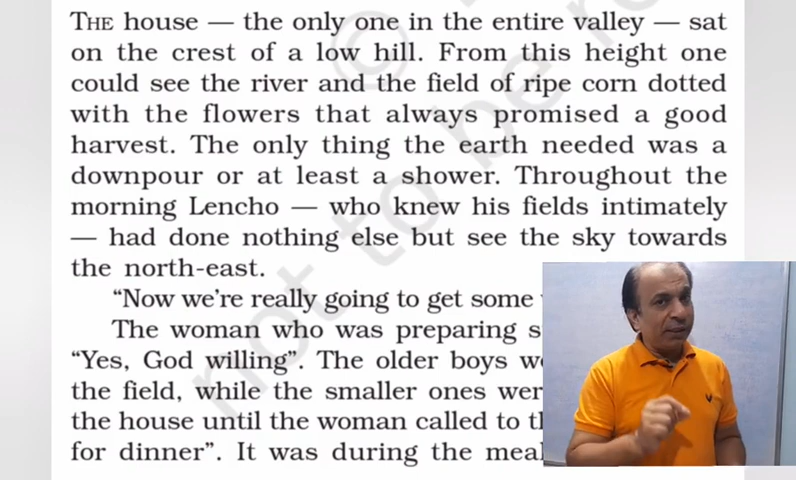 THE house — the only one in the entire valley — sat
on the crest of a low hill. From this height one
could see the river and the field of ripe corn dotted
with the flowers that always promised a good
harvest. The only thing the earth needed was a
downpour or at least a shower. Throughout the
morning Lencho — who knew his fields intimately
— had done nothing else but see the sky towards
the north-east.
“Now we’re really going to get some
The woman who was preparing
“Yes, God willing”. The older boys
the field, while the smaller ones
the house until the woman called to
for dinner”. It was during the
not to be